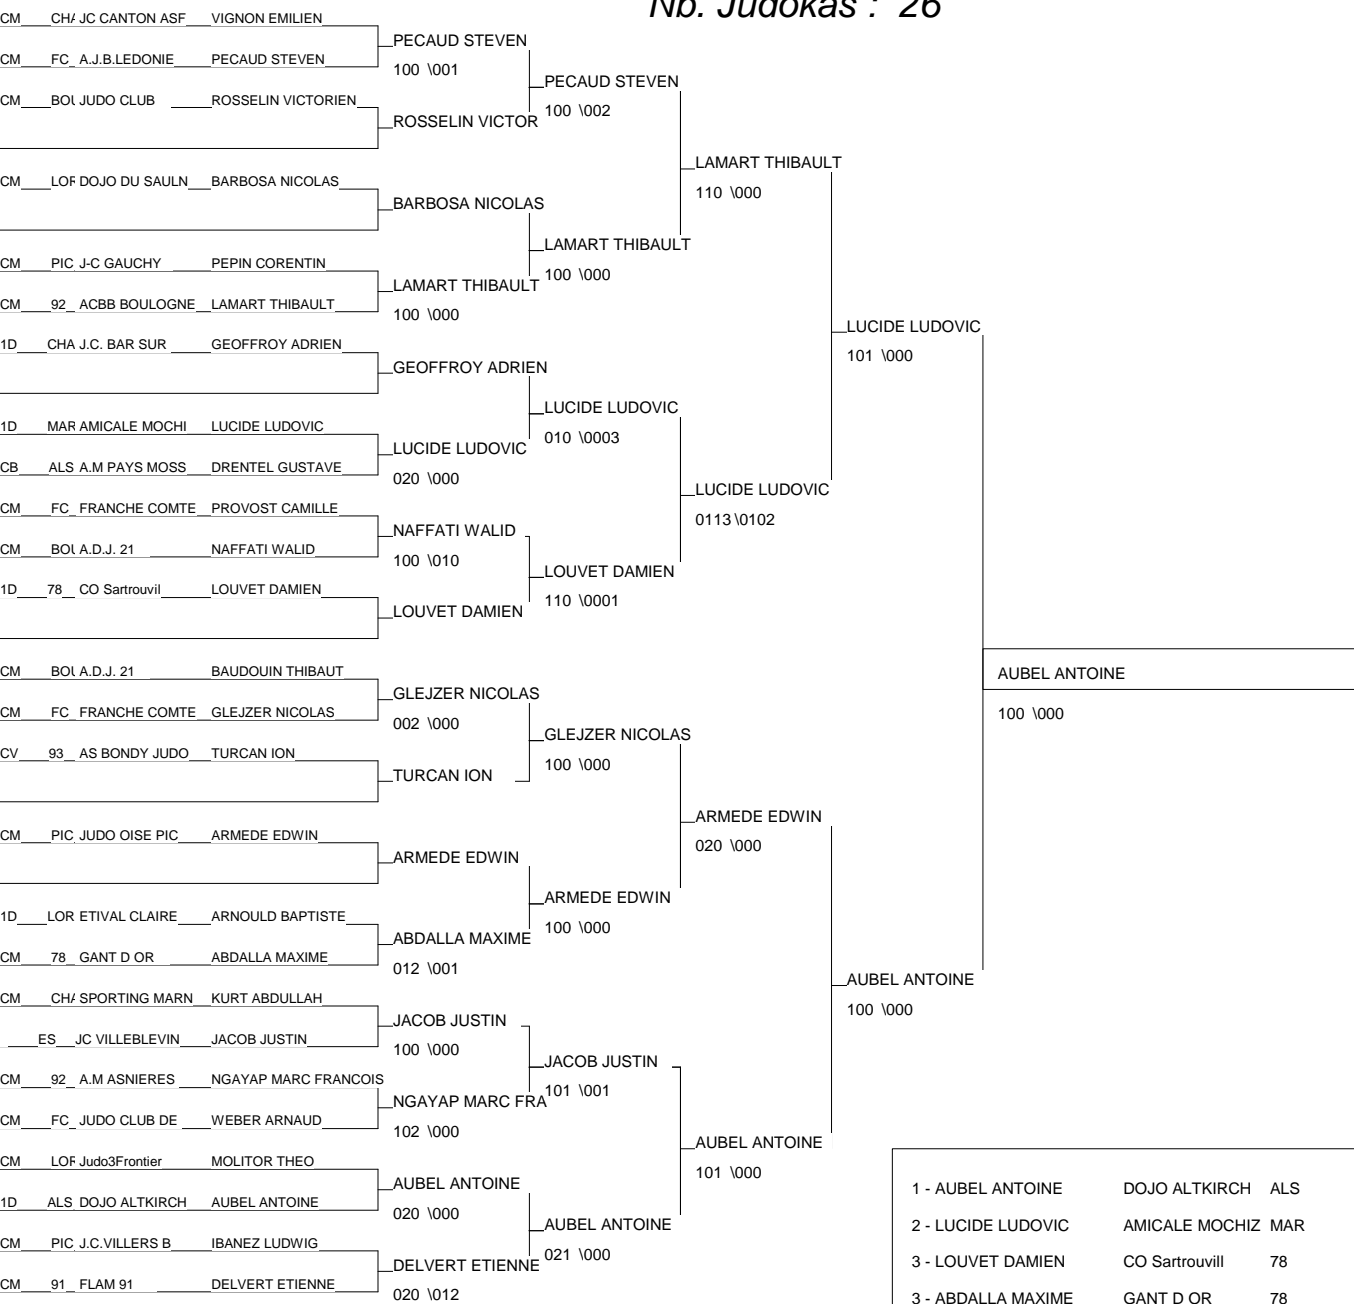 Nb. Judokas : 26
CM CHA JC CANTON ASF VIGNON EMILIEN
PECAUD STEVEN
CM FC A.J.B.LEDONIE PECAUD STEVEN
100 \001
PECAUD STEVEN
CM BOU JUDO CLUB ROSSELIN VICTORIEN
100 \002
ROSSELIN VICTOR
LAMART THIBAULT
CM LOR DOJO DU SAULN BARBOSA NICOLAS
110 \000
BARBOSA NICOLAS
LAMART THIBAULT
CM PIC J-C GAUCHY PEPIN CORENTIN
100 \000
LAMART THIBAULT
CM 92 ACBB BOULOGNE LAMART THIBAULT
100 \000
LUCIDE LUDOVIC
1D CHA J.C. BAR SUR GEOFFROY ADRIEN
101 \000
GEOFFROY ADRIEN
LUCIDE LUDOVIC
1D MAR AMICALE MOCHI LUCIDE LUDOVIC
010 \0003
LUCIDE LUDOVIC
CB ALS A.M PAYS MOSS DRENTEL GUSTAVE
020 \000
LUCIDE LUDOVIC
CM FC FRANCHE COMTE PROVOST CAMILLE
0113 \0102
NAFFATI WALID
CM BOU A.D.J. 21 NAFFATI WALID
100 \010
LOUVET DAMIEN
1D 78 CO Sartrouvil LOUVET DAMIEN
110 \0001
LOUVET DAMIEN
CM BOU A.D.J. 21 BAUDOUIN THIBAUT
AUBEL ANTOINE
GLEJZER NICOLAS
CM FC FRANCHE COMTE GLEJZER NICOLAS
100 \000
002 \000
GLEJZER NICOLAS
CV 93 AS BONDY JUDO TURCAN ION
100 \000
TURCAN ION
ARMEDE EDWIN
CM PIC JUDO OISE PIC ARMEDE EDWIN
020 \000
ARMEDE EDWIN
ARMEDE EDWIN
1D LOR ETIVAL CLAIRE ARNOULD BAPTISTE
100 \000
ABDALLA MAXIME
CM 78 GANT D OR ABDALLA MAXIME
012 \001
AUBEL ANTOINE
CM CHA SPORTING MARN KURT ABDULLAH
100 \000
JACOB JUSTIN
ES JC VILLEBLEVIN JACOB JUSTIN
100 \000
JACOB JUSTIN
CM 92 A.M ASNIERES NGAYAP MARC FRANCOIS
101 \001
NGAYAP MARC FRA
CM FC JUDO CLUB DE WEBER ARNAUD
102 \000
AUBEL ANTOINE
CM LOR Judo3Frontier MOLITOR THEO
101 \000
AUBEL ANTOINE
1D ALS DOJO ALTKIRCH AUBEL ANTOINE
020 \000
AUBEL ANTOINE
CM PIC J.C.VILLERS B IBANEZ LUDWIG
021 \000
DELVERT ETIENNE
CM 91 FLAM 91 DELVERT ETIENNE
020 \012
1 - AUBEL ANTOINE DOJO ALTKIRCH ALS
2 - LUCIDE LUDOVIC AMICALE MOCHIZ MAR
3 - LOUVET DAMIEN CO Sartrouvill 78
3 - ABDALLA MAXIME GANT D OR 78